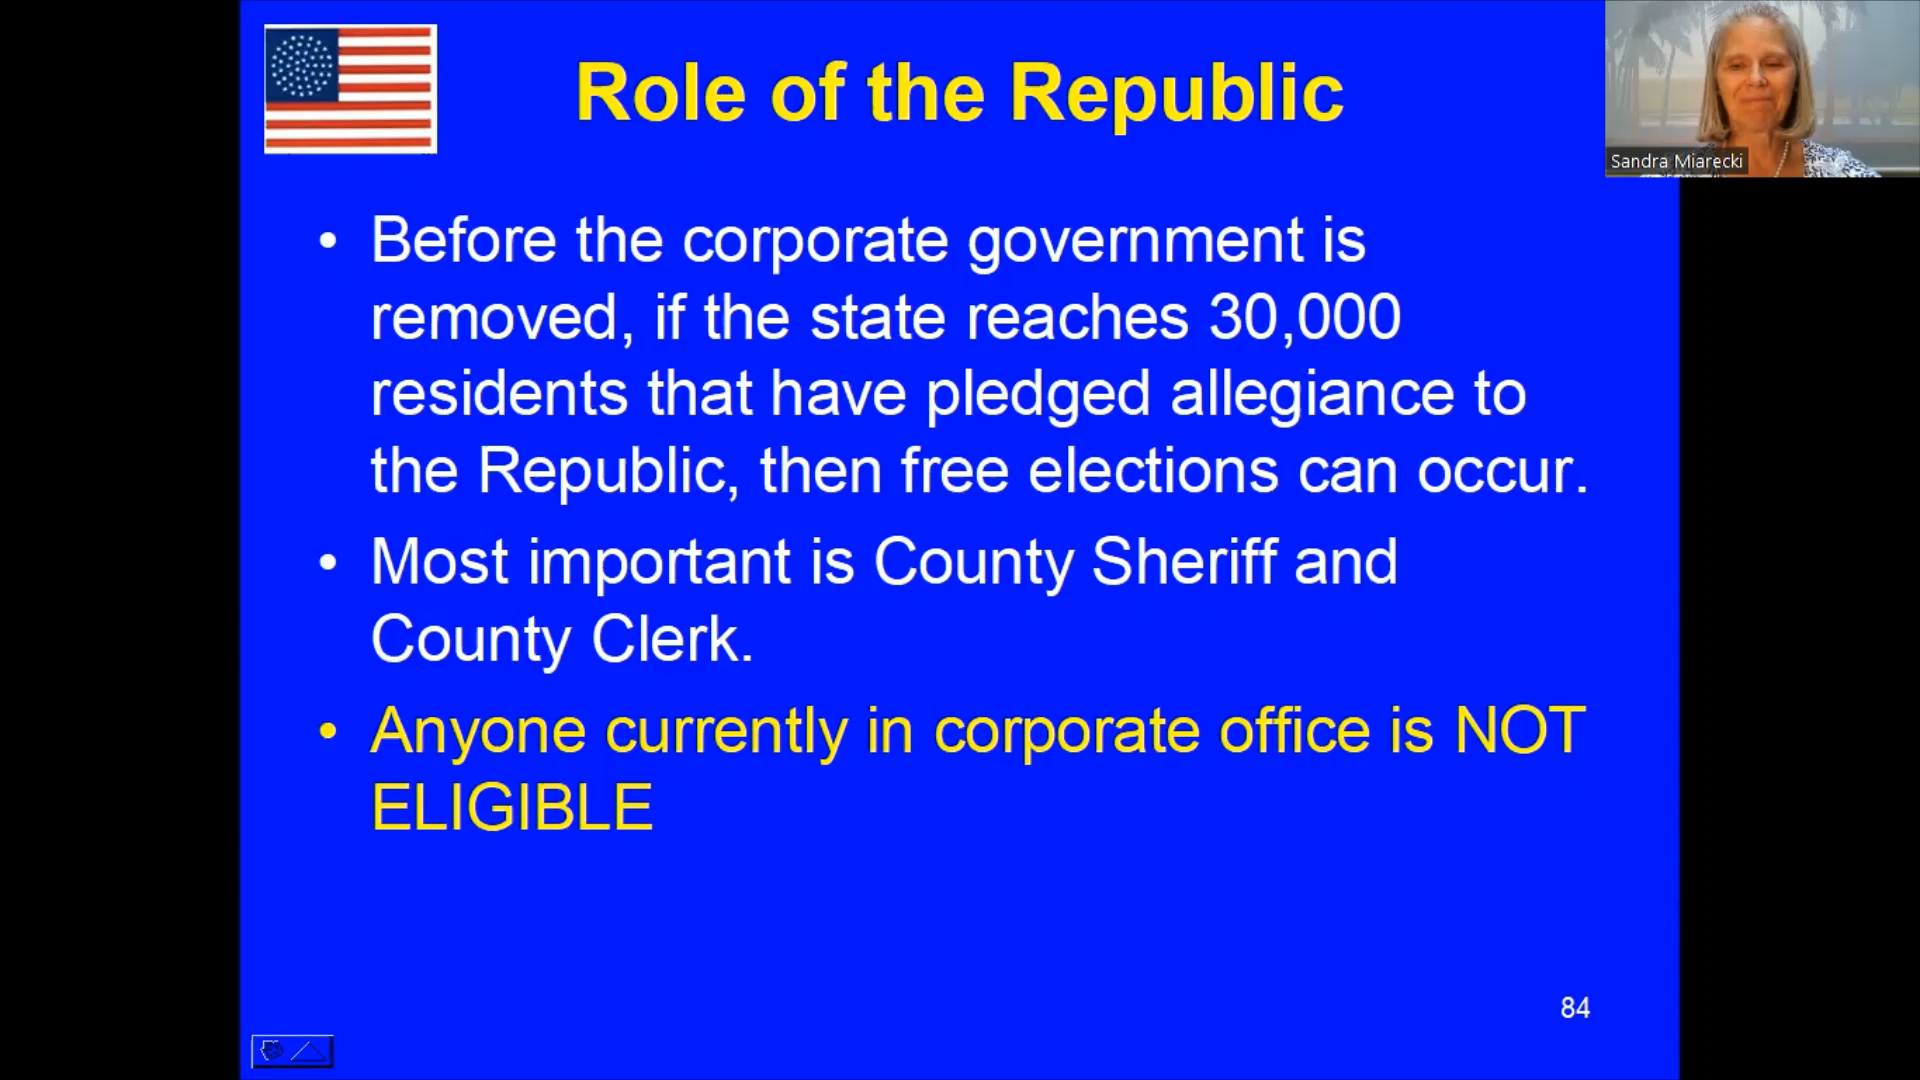 Role of the Republic
Sandra Miarecki
• Before the corporate government is
removed, if the state reaches 30,000
residents that have pledged allegiance to
the Republic, then free elections can occur.
• Most important is County Sheriff and
County Clerk.
• Anyone currently in corporate office is NOT
ELIGIBLE
84